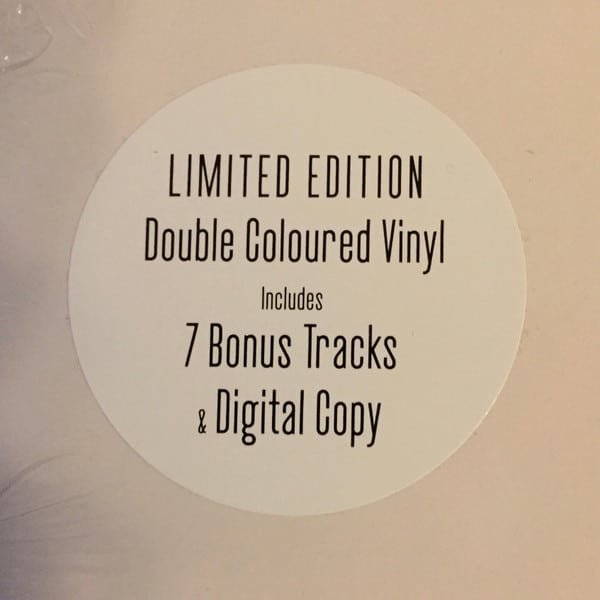 LIMITED EDITION
Double Coloured Vinyl
Includes
7 Bonus Tracks
& Digital Copy